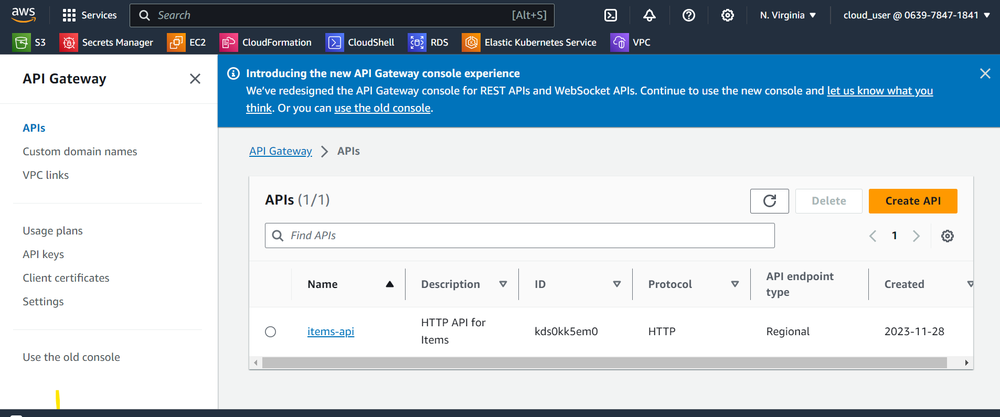 aws
Services
Search
[Alt+S]
N. Virginia
cloud_user @ 0639-7847-1841
S3
Secrets Manager
EC2
CloudFormation
CloudShell
RDS
Elastic Kubernetes Service
VPC
API Gateway
APIs
Custom domain names
VPC links
Usage plans
API keys
Client certificates
Settings
Use the old console
Introducing the new API Gateway console experience
We've redesigned the API Gateway console for REST APIs and WebSocket APIs. Continue to use the new console and let us know what you
think. Or you can use the old console.
API Gateway
APIs
APIs (1/1)
Delete
Create API
Find APIs
1
Name
Description
ID
Protocol
API endpoint
type
Created
items-api
HTTP API for
Items
kds0kk5em0
HTTP
Regional
2023-11-28